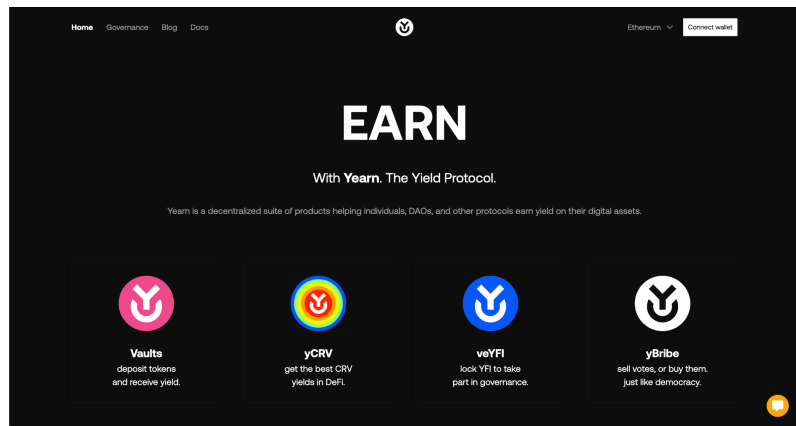 Home Governance Blog Docs Ethereum Connect wallet
EARN
With Yearn. The Yield Protocol.
Yearn is a decentralized suite of products helping individuals, DAOs, and other protocols earn yield on their digital assets.
Vaults
deposit tokens
and receive yield.
yCRV
get the best CRV
yields in DeFi.
veYFI
lock YFI to take
part in governance.
yBribe
sell votes, or buy them.
just like democracy.